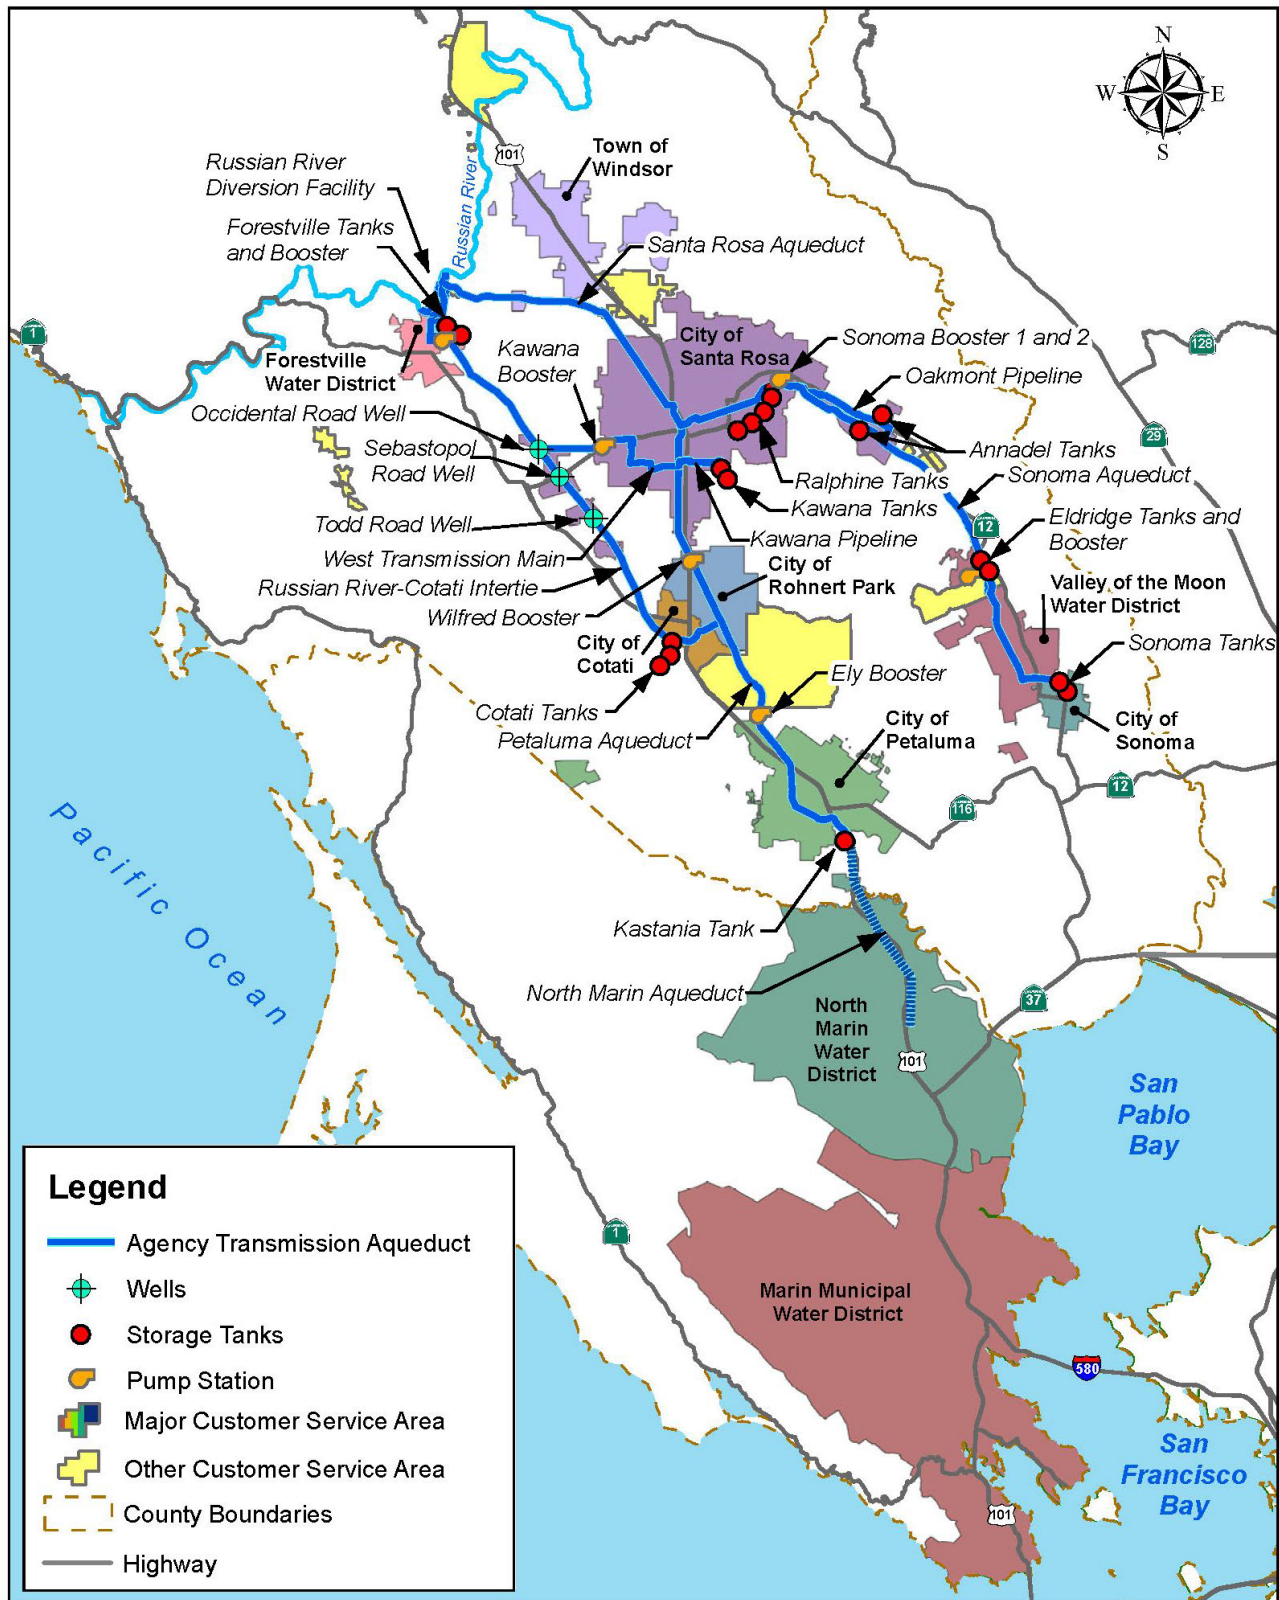 N
W
E
S
101
Town of
Windsor
Russian River
Diversion Facility
Russian River
Forestville Tanks
and Booster
Santa Rosa Aqueduct
1
City of
Santa Rosa
Sonoma Booster 1 and 2
128
Kawana
Booster
Forestville
Water District
Oakmont Pipeline
Occidental Road Well
29
Sebastopol
Road Well
Annadel Tanks
Sonoma Aqueduct
Ralphine Tanks
Kawana Tanks
Todd Road Well
12
Eldridge Tanks and
Booster
Kawana Pipeline
West Transmission Main
City of
Rohnert Park
Russian River-Cotati Intertie
Valley of the Moon
Water District
Wilfred Booster
City of
Cotati
Sonoma Tanks
Ely Booster
Cotati Tanks
City of
Petaluma
City of
Sonoma
Petaluma Aqueduct
12
116
Pacific Ocean
Kastania Tank
North Marin Aqueduct
37
North
Marin
Water
District
101
San
Pablo
Bay
Legend
Agency Transmission Aqueduct
Wells
Storage Tanks
Pump Station
Major Customer Service Area
Other Customer Service Area
County Boundaries
Highway
1
Marin Municipal
Water District
580
San
Francisco
Bay
101